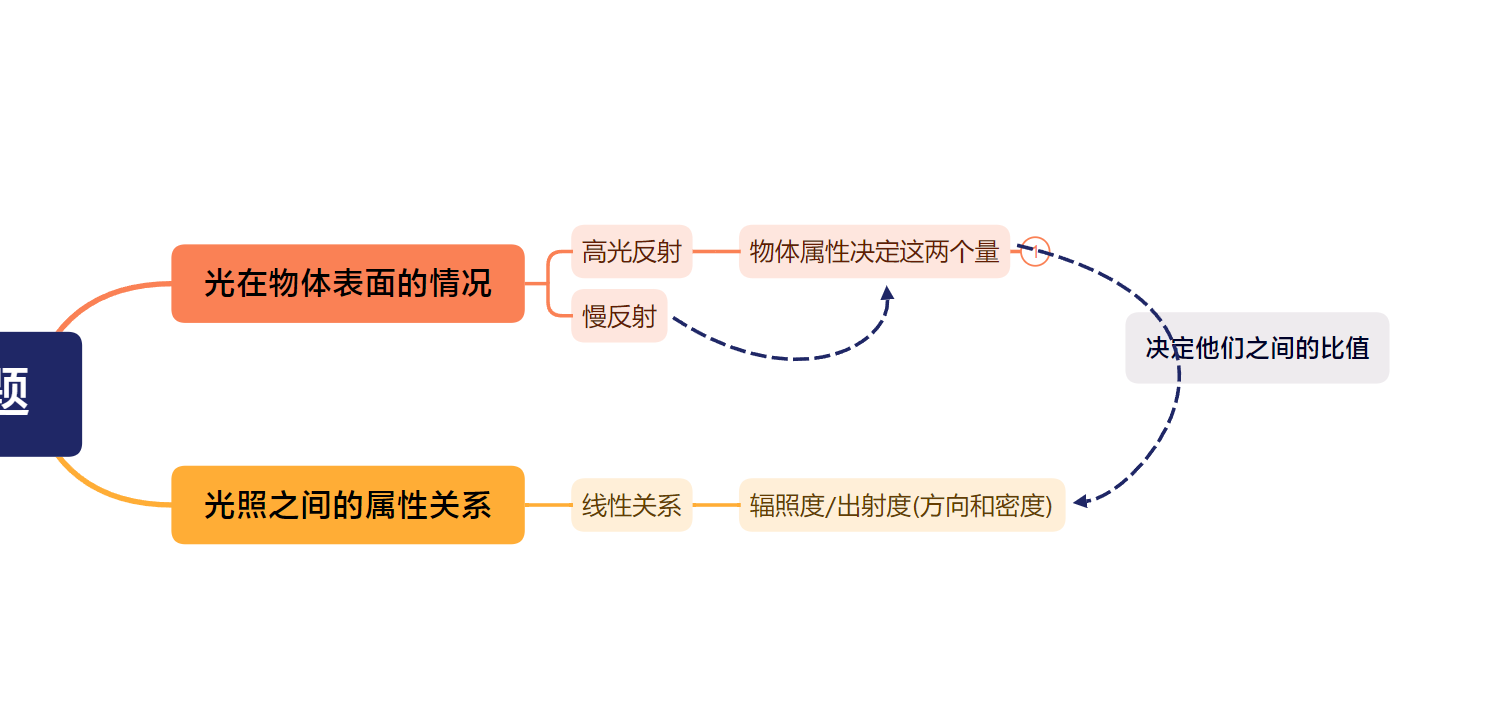 题
光在物体表面的情况
高光反射
物体属性决定这两个量
1
慢反射
决定他们之间的比值
光照之间的属性关系
线性关系
辐照度/出射度(方向和密度)